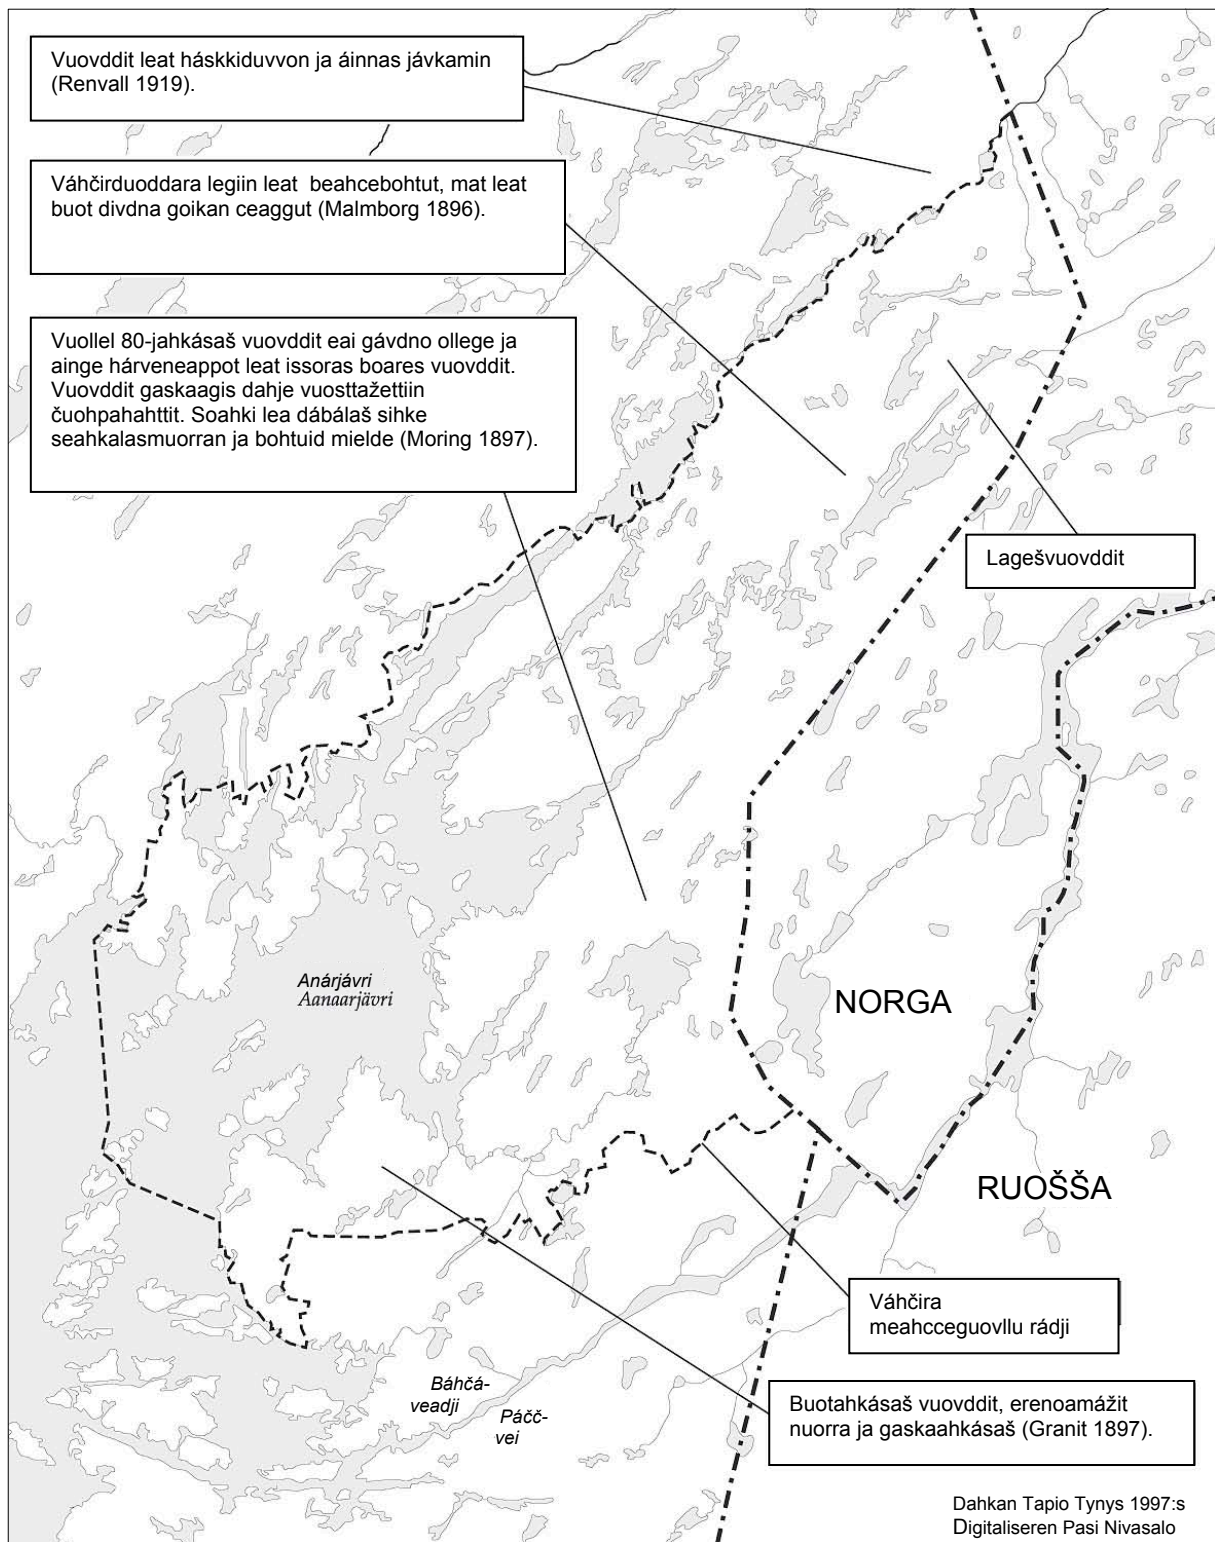 Vuovddit leat háskkiduvvon ja áinnas jávkamin
(Renvall 1919).
Váhčirduoddara legiin leat beahcebohtut, mat leat
buot divdna goikan ceaggut (Malmborg 1896).
Vuollel 80-jahkásaš vuovddit eai gávdno ollege ja
ainge hárveneappot leat issoras boares vuovddit.
Vuovddit gaskaagis dahje vuosttažettiin
čuohpahahttit. Soahki lea dábálaš sihke
seahkalasmuorran ja bohtuid mielde (Moring 1897).
Lagešvuovddit
Anárjávri
Aanaarjävri
NORGA
RUOŠŠA
Váhčira
meahcceguovllu rádji
Báhčá-
veadji
Páčč-
vei
Buotahkásaš vuovddit, erenoamážit
nuorra ja gaskaahkásaš (Granit 1897).
Dahkan Tapio Tynys 1997:s
Digitaliseren Pasi Nivasalo